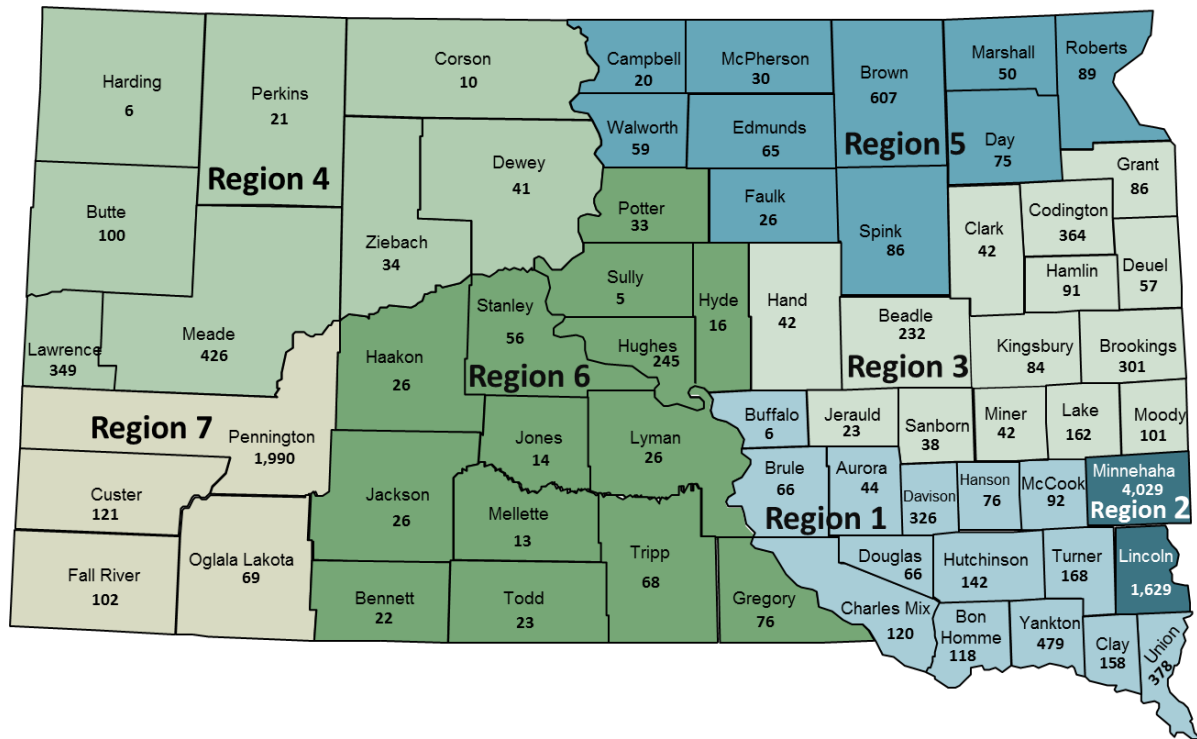 Harding
6
Perkins
21
Corson
10
Campbell
20
McPherson
30
Brown
607
Marshall
50
Roberts
89
Walworth
59
Edmunds
65
Region 5
Day
75
Grant
86
Region 4
Dewey
41
Butte
100
Ziebach
34
Potter
33
Faulk
26
Spink
86
Clark
42
Codington
364
Hamlin
91
Deuel
57
Lawrence
349
Meade
426
Haakon
26
Stanley
56
Sully
5
Hyde
16
Hughes
245
Region 6
Hand
42
Beadle
232
Region 3
Kingsbury
84
Brookings
301
Region 7
Pennington
1,990
Jones
14
Lyman
26
Buffalo
6
Jerauld
23
Sanborn
38
Miner
42
Lake
162
Moody
101
Custer
121
Jackson
26
Mellette
13
Brule
66
Aurora
44
Region 1
Davison
326
Hanson
76
McCook
92
Minnehaha
4,029
Region 2
Fall River
102
Oglala Lakota
69
Bennett
22
Todd
23
Tripp
68
Gregory
76
Douglas
66
Hutchinson
142
Turner
168
Lincoln
1,629
Charles Mix
120
Bon
Homme
118
Yankton
479
Clay
158
Union
378